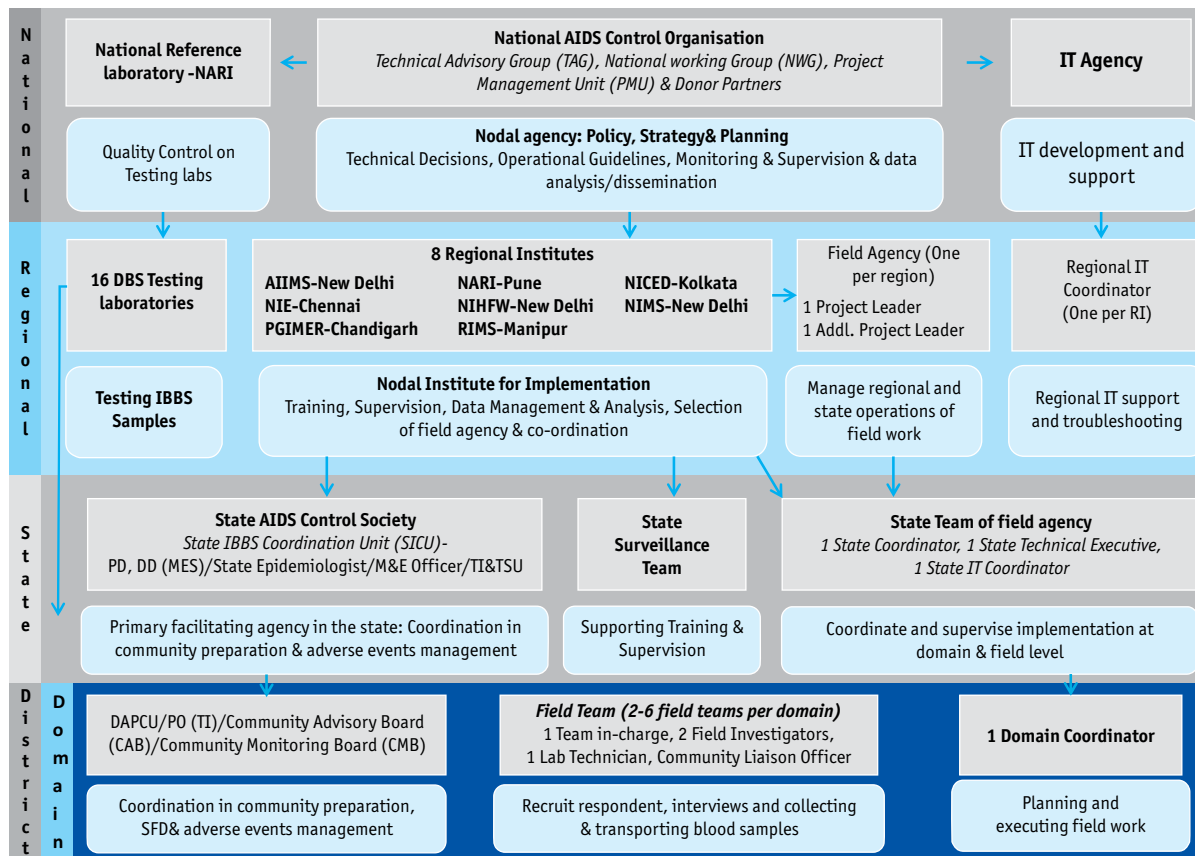 National
National Reference
laboratory -NARI
National AIDS Control Organisation
Technical Advisory Group (TAG), National working Group (NWG), Project
Management Unit (PMU) & Donor Partners
IT Agency
Quality Control on
Testing labs
Nodal agency: Policy, Strategy& Planning
Technical Decisions, Operational Guidelines, Monitoring & Supervision & data
analysis/dissemination
IT development and
support
Regional
16 DBS Testing
laboratories
8 Regional Institutes
AIIMS-New Delhi NARI-Pune NICED-Kolkata
NIE-Chennai NIHFW-New Delhi NIMS-New Delhi
PGIMER-Chandigarh RIMS-Manipur
Field Agency (One
per region)
1 Project Leader
1 Addl. Project Leader
Regional IT
Coordinator
(One per RI)
Testing IBBS
Samples
Nodal Institute for Implementation
Training, Supervision, Data Management & Analysis, Selection
of field agency & co-ordination
Manage regional and
state operations of
field work
Regional IT support
and troubleshooting
State
State AIDS Control Society
State IBBS Coordination Unit (SICU)-
PD, DD (MES)/State Epidemiologist/M&E Officer/TI&TSU
State
Surveillance
Team
State Team of field agency
1 State Coordinator, 1 State Technical Executive,
1 State IT Coordinator
Primary facilitating agency in the state: Coordination in
community preparation & adverse events management
Supporting Training &
Supervision
Coordinate and supervise implementation at
domain & field level
District
Domain
DAPCU/PO (TI)/Community Advisory Board
(CAB)/Community Monitoring Board (CMB)
Field Team (2-6 field teams per domain)
1 Team in-charge, 2 Field Investigators,
1 Lab Technician, Community Liaison Officer
1 Domain Coordinator
Coordination in community preparation,
SFD& adverse events management
Recruit respondent, interviews and collecting
& transporting blood samples
Planning and
executing field work